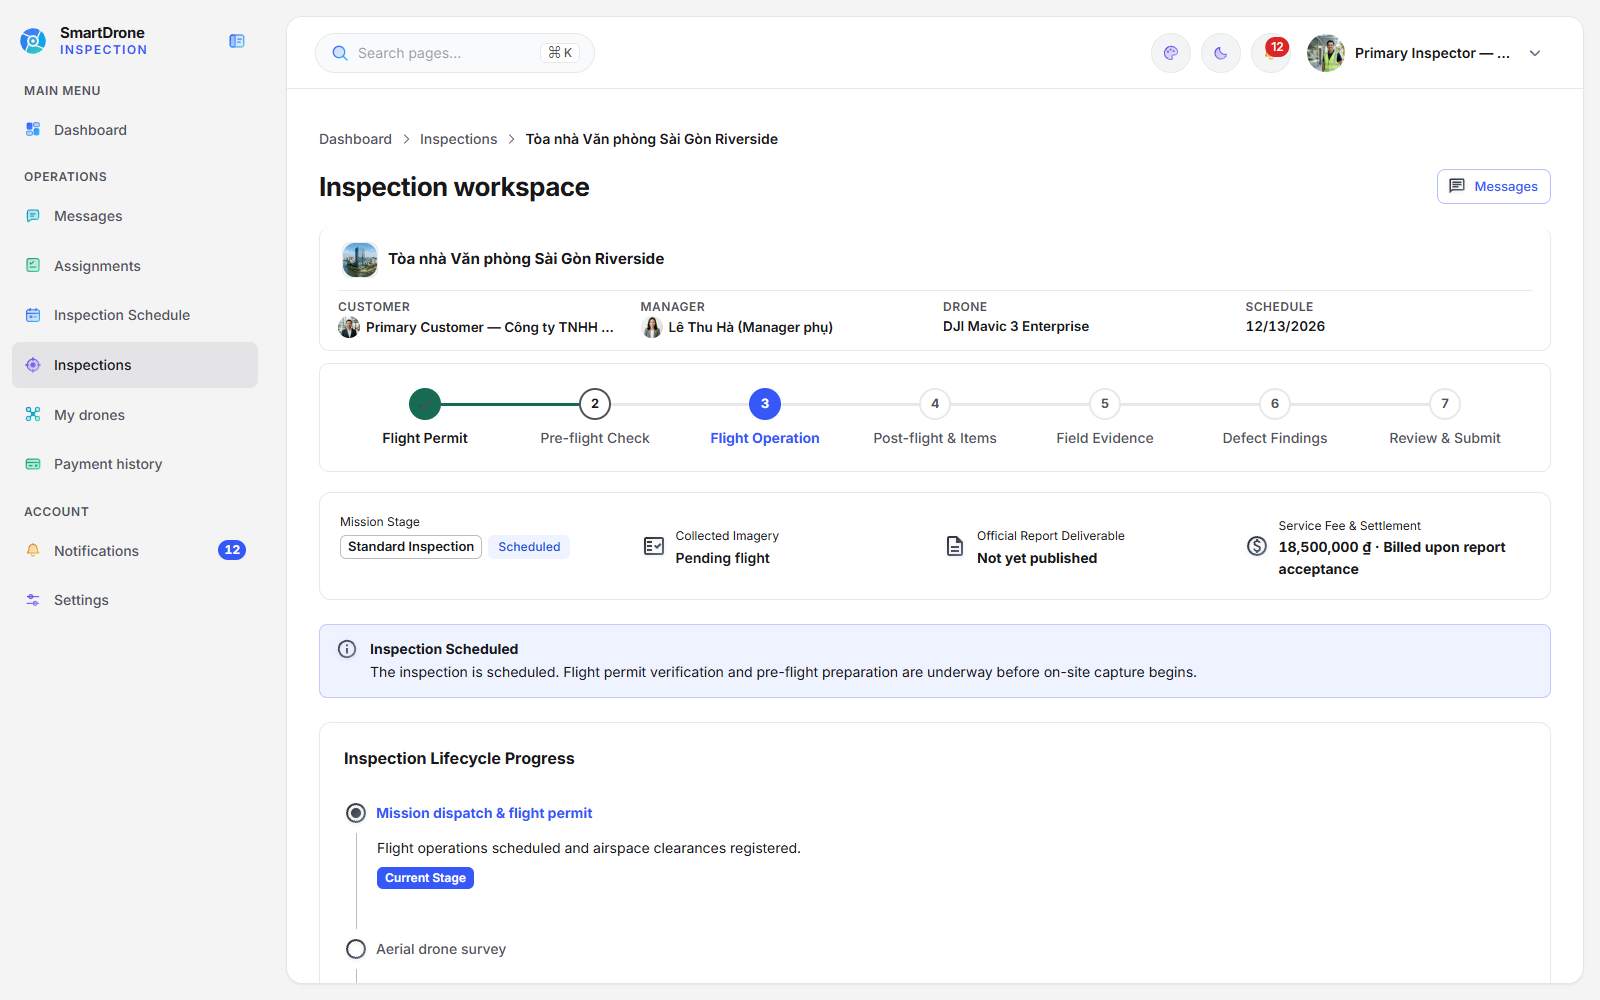 SmartDrone
INSPECTION
MAIN MENU
Dashboard
OPERATIONS
Messages
Assignments
Inspection Schedule
Inspections
My drones
Payment history
ACCOUNT
Notifications 12
Settings
Search pages... ⌘ K
12
Primary Inspector — ...
Dashboard > Inspections > Tòa nhà Văn phòng Sài Gòn Riverside
Inspection workspace
Messages
Tòa nhà Văn phòng Sài Gòn Riverside
CUSTOMER
Primary Customer — Công ty TNHH ...
MANAGER
Lê Thu Hà (Manager phụ)
DRONE
DJI Mavic 3 Enterprise
SCHEDULE
12/13/2026
Flight Permit
2
Pre-flight Check
3
Flight Operation
4
Post-flight & Items
5
Field Evidence
6
Defect Findings
7
Review & Submit
Mission Stage
Standard Inspection
Scheduled
Collected Imagery
Pending flight
Official Report Deliverable
Not yet published
Service Fee & Settlement
18,500,000 ₫ · Billed upon report
acceptance
Inspection Scheduled
The inspection is scheduled. Flight permit verification and pre-flight preparation are underway before on-site capture begins.
Inspection Lifecycle Progress
Mission dispatch & flight permit
Flight operations scheduled and airspace clearances registered.
Current Stage
Aerial drone survey